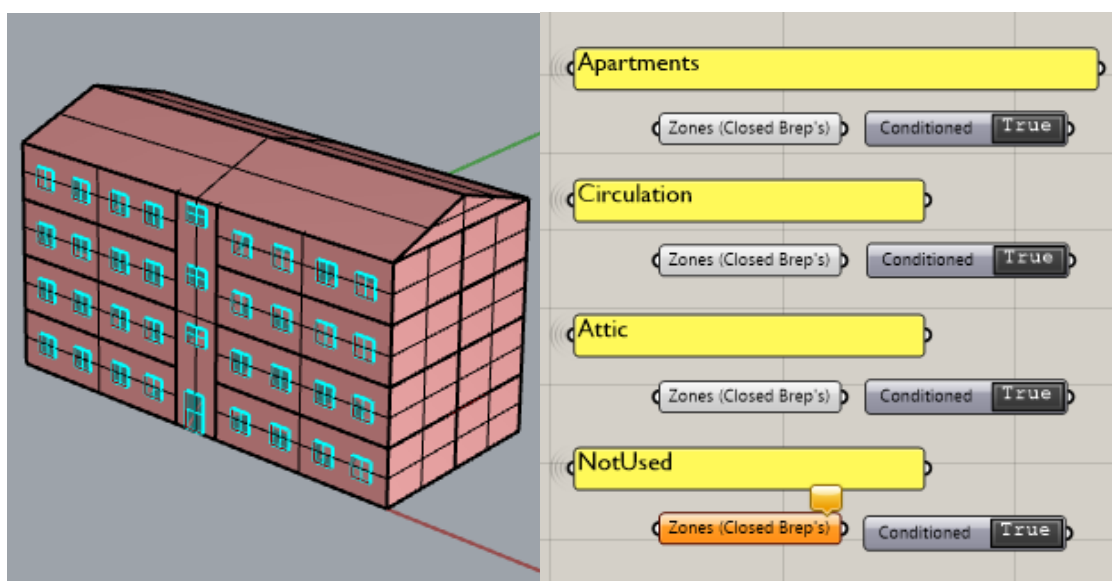 Apartments
Zones (Closed Brep's) Conditioned True
Circulation
Zones (Closed Brep's) Conditioned True
Attic
Zones (Closed Brep's) Conditioned True
NotUsed
Zones (Closed Brep's) Conditioned True